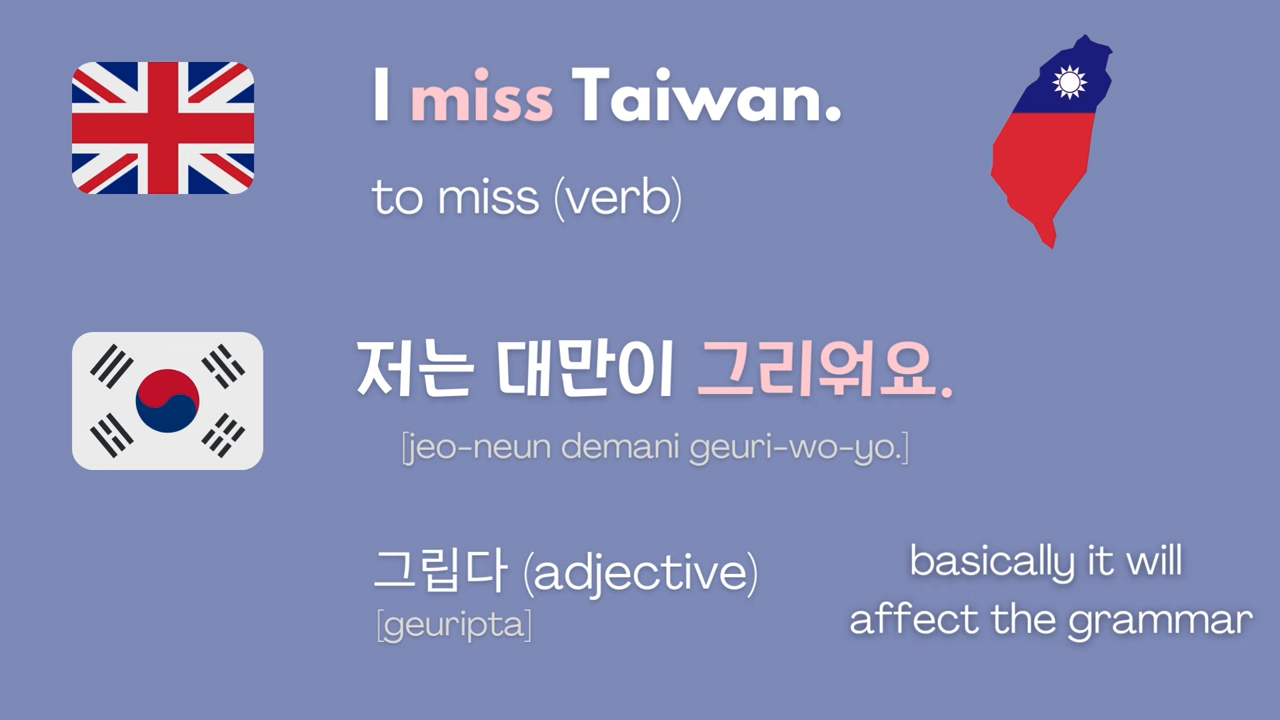 I miss Taiwan.
to miss (verb)
저는 대만이 그리워요.
[jeo-neun demani geuri-wo-yo.]
그립다 (adjective)
[geuripta]
basically it will
affect the grammar